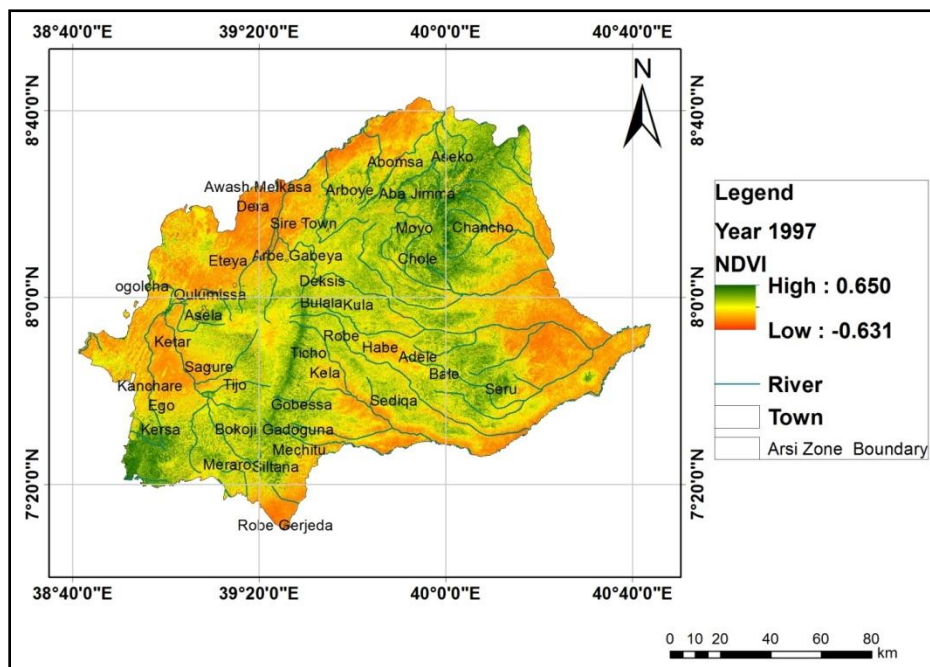 38°40'0"E 39°20'0"E 40°0'0"E 40°40'0"E
N
8°40'0"N 8°40'0"N
Abomsa Aseko
Awash Melkasa Arboye Aba Jimma
Dera
Sire Town Moyo Chancho
Eteya Arbe Gabeya Chole
Deksis
ogolcha Qulumissa
8°0'0"N 8°0'0"N
Bulala Kula
Asela
Ketar Robe Habe
Ticho Adele
Sagure Kela Bale
Kanchare Tijo Seru
Ego Gobessa Sediqa
Kersa Bokoji Gadoguna
Mechitu
Meraro Siltana
7°20'0"N 7°20'0"N
Robe Gerjeda
38°40'0"E 39°20'0"E 40°0'0"E 40°40'0"E
Legend
Year 1997
NDVI
High : 0.650
Low : -0.631
River
Town
Arsi Zone Boundary
0 5 10 20 40 60 80
km